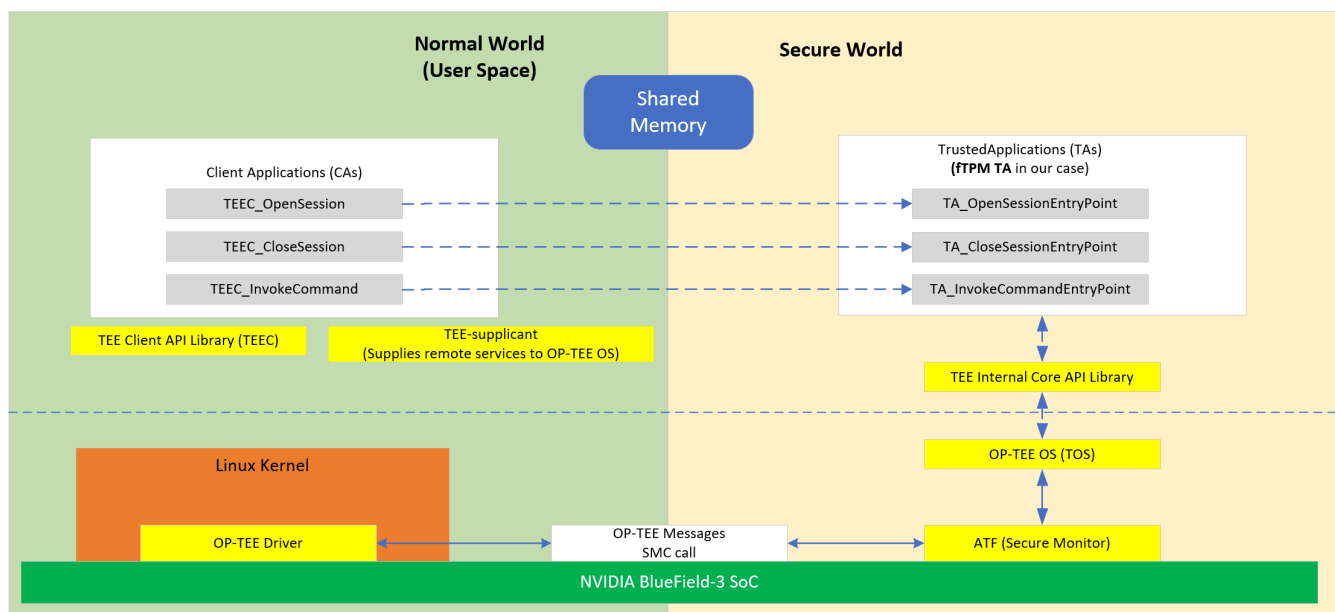 Normal World
(User Space)
Secure World
Shared
Memory
Client Applications (CAs)
TEEC_OpenSession
TEEC_CloseSession
TEEC_InvokeCommand
TrustedApplications (TAs)
(fTPM TA in our case)
TA_OpenSessionEntryPoint
TA_CloseSessionEntryPoint
TA_InvokeCommandEntryPoint
TEE Client API Library (TEEC)
TEE-supplicant
(Supplies remote services to OP-TEE OS)
TEE Internal Core API Library
Linux Kernel
OP-TEE OS (TOS)
OP-TEE Driver
OP-TEE Messages
SMC call
ATF (Secure Monitor)
NVIDIA BlueField-3 SoC